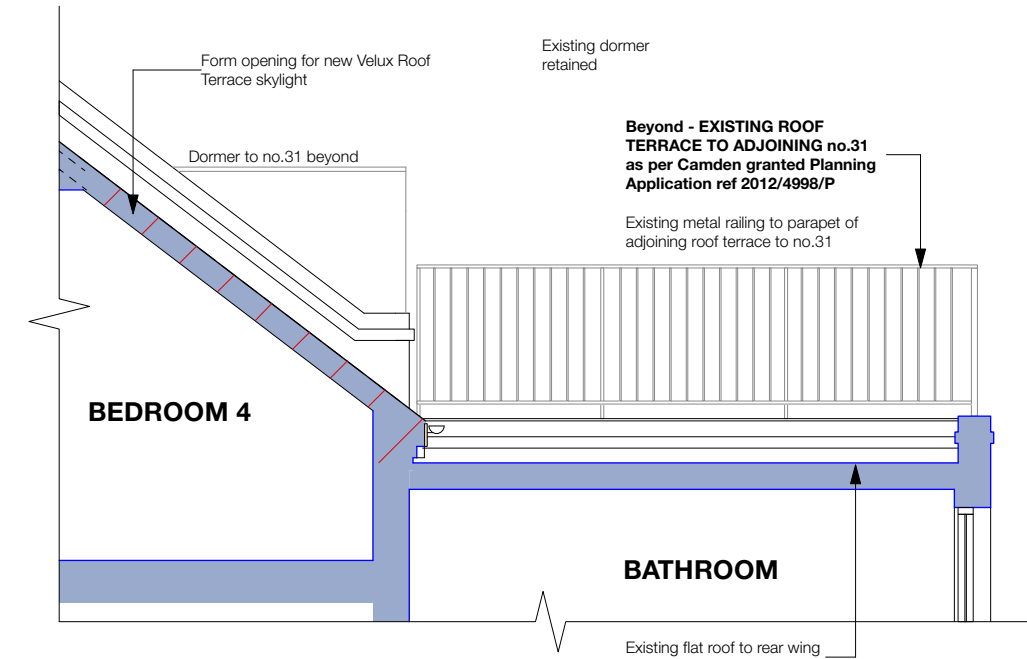 Existing dormer
retained
Form opening for new Velux Roof
Terrace skylight
Beyond - EXISTING ROOF
TERRACE TO ADJOINING no.31
as per Camden granted Planning
Application ref 2012/4998/P
Dormer to no.31 beyond
Existing metal railing to parapet of
adjoining roof terrace to no.31
BEDROOM 4
BATHROOM
Existing flat roof to rear wing